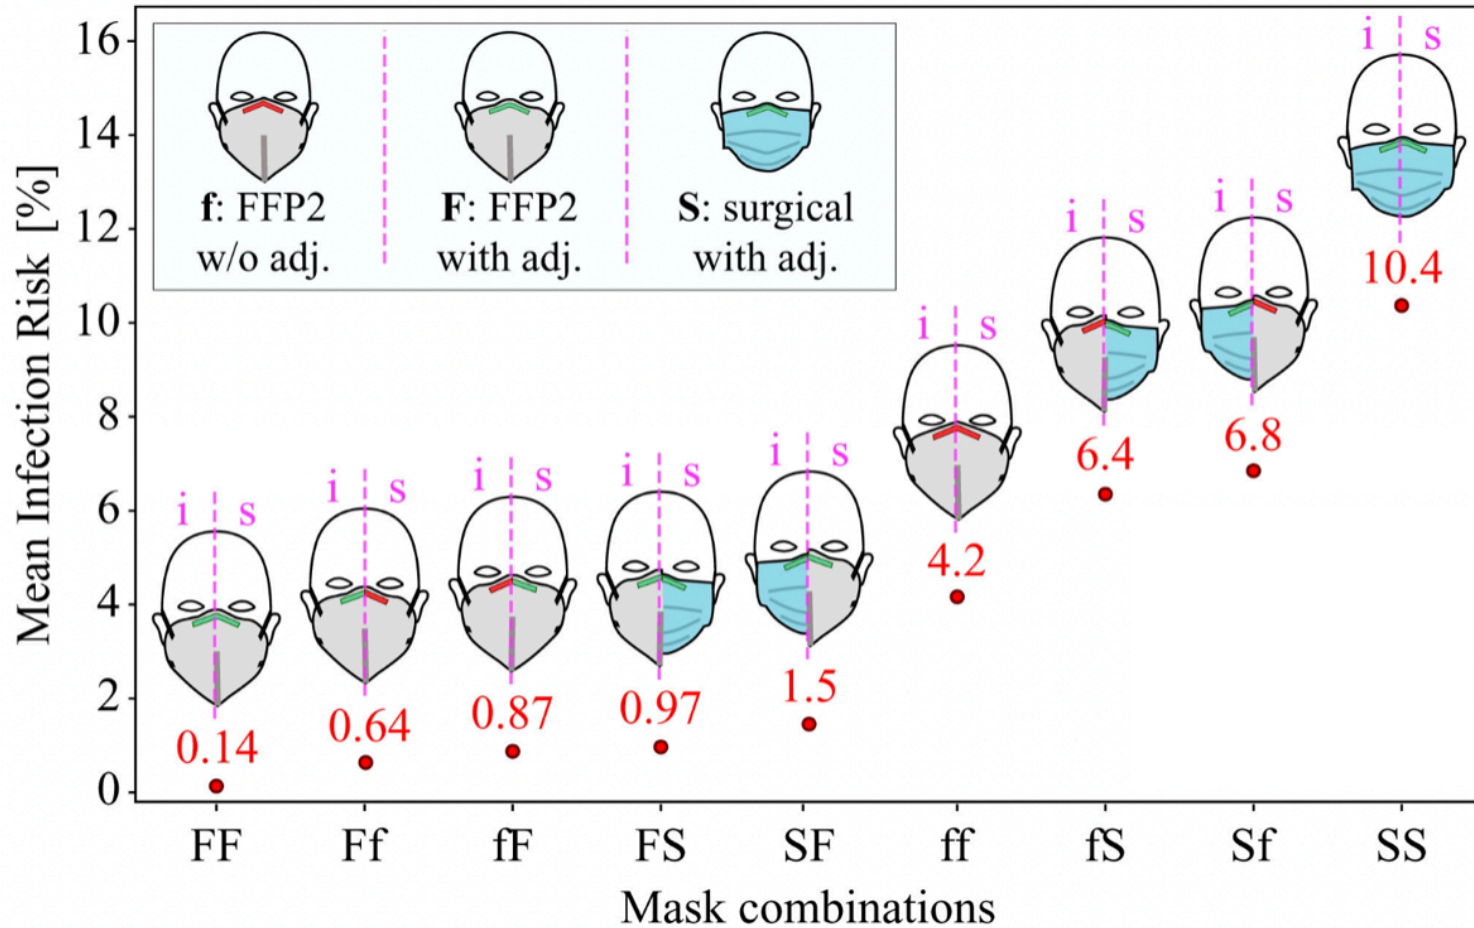 Mean Infection Risk [%]
16
14
12
10
8
6
4
2
0
f: FFP2
w/o adj.
F: FFP2
with adj.
S: surgical
with adj.
i s
0.14
i s
0.64
i s
0.87
i s
0.97
i s
1.5
i s
4.2
i s
6.4
i s
6.8
i s
10.4
FF Ff fF FS SF ff fS Sf SS
Mask combinations